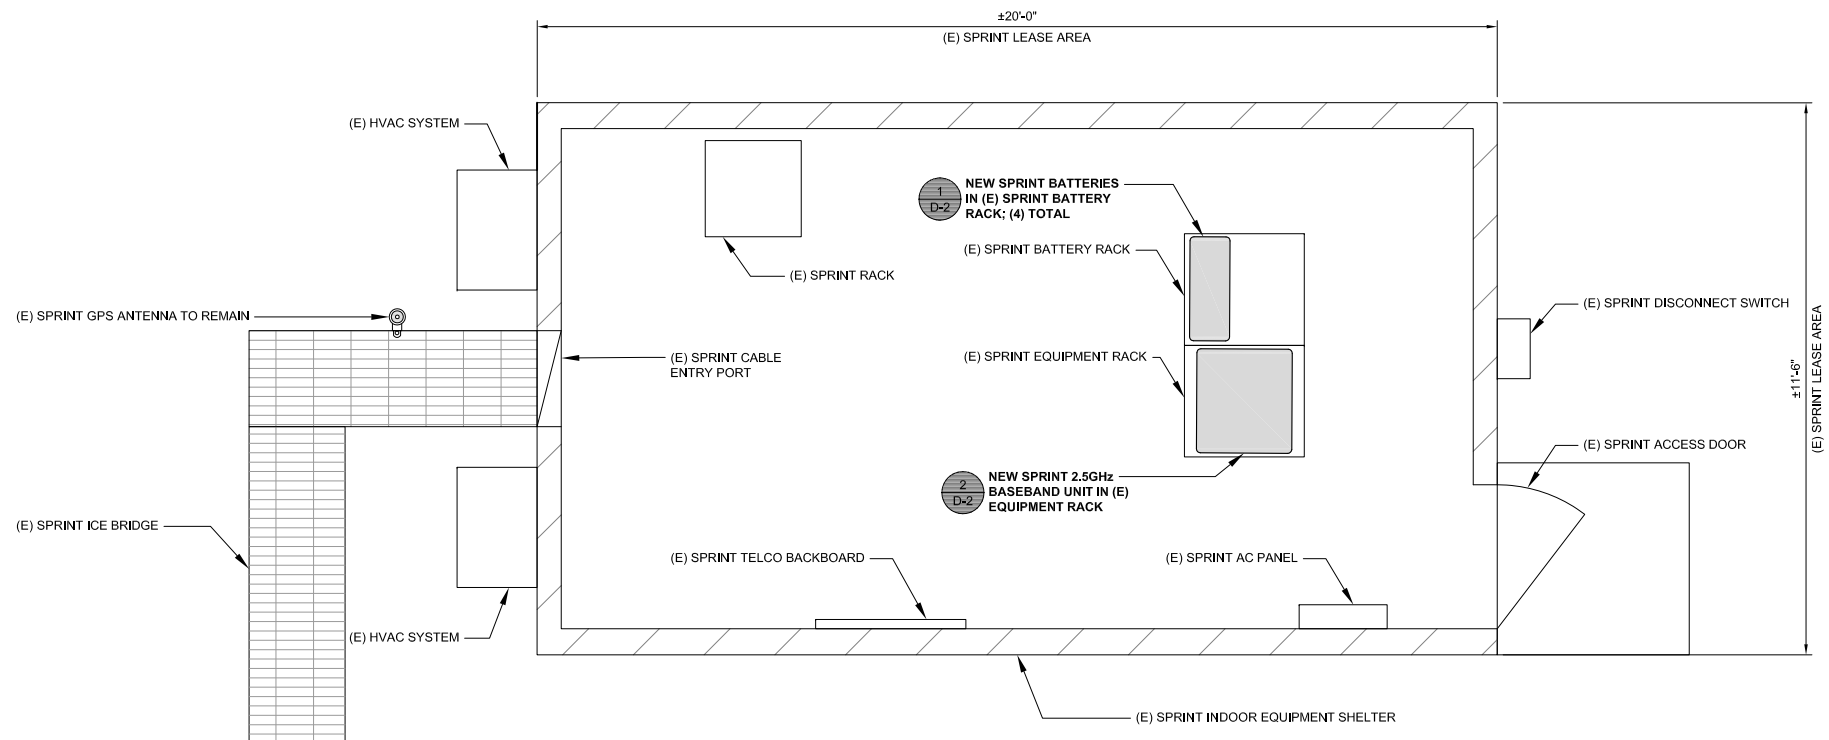 ±20'-0"
(E) SPRINT LEASE AREA
(E) HVAC SYSTEM
1
D-2
NEW SPRINT BATTERIES
IN (E) SPRINT BATTERY
RACK; (4) TOTAL
(E) SPRINT BATTERY RACK
(E) SPRINT RACK
(E) SPRINT GPS ANTENNA TO REMAIN
(E) SPRINT DISCONNECT SWITCH
(E) SPRINT CABLE
ENTRY PORT
(E) SPRINT EQUIPMENT RACK
±11'-6"
(E) SPRINT LEASE AREA
(E) SPRINT ACCESS DOOR
2
D-2
NEW SPRINT 2.5GHz
BASEBAND UNIT IN (E)
EQUIPMENT RACK
(E) SPRINT ICE BRIDGE
(E) SPRINT TELCO BACKBOARD
(E) SPRINT AC PANEL
(E) HVAC SYSTEM
(E) SPRINT INDOOR EQUIPMENT SHELTER